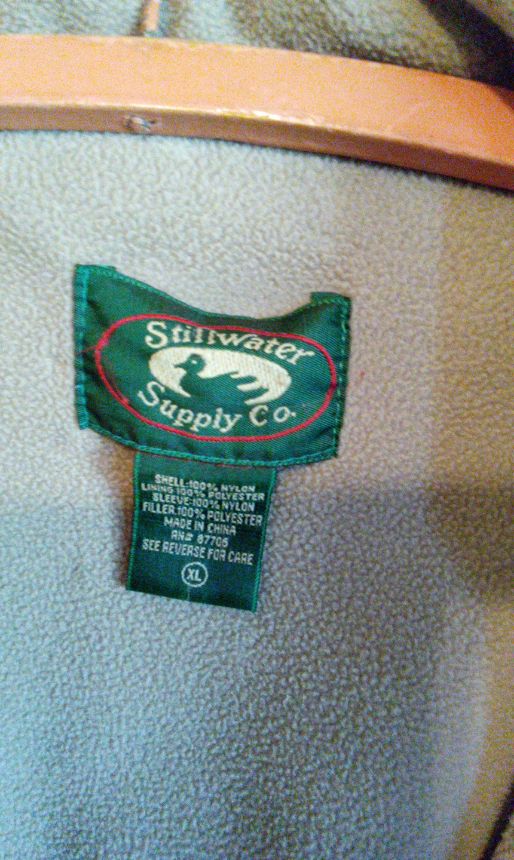 Stillwater
Supply Co.
SHELL:100% NYLON
LINING:100% POLYESTER
SLEEVE:100% NYLON
FILLER:100% POLYESTER
MADE IN CHINA
RN# 87706
SEE REVERSE FOR CARE
XL